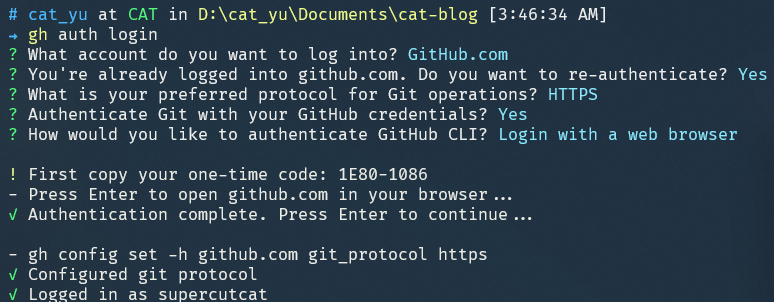 # cat_yu at CAT in D:\cat_yu\Documents\cat-blog [3:46:34 AM]
→ gh auth login
? What account do you want to log into? GitHub.com
? You're already logged into github.com. Do you want to re-authenticate? Yes
? What is your preferred protocol for Git operations? HTTPS
? Authenticate Git with your GitHub credentials? Yes
? How would you like to authenticate GitHub CLI? Login with a web browser
! First copy your one-time code: 1E80-1086
- Press Enter to open github.com in your browser...
√ Authentication complete. Press Enter to continue...
- gh config set -h github.com git_protocol https
√ Configured git protocol
√ Logged in as supercutcat